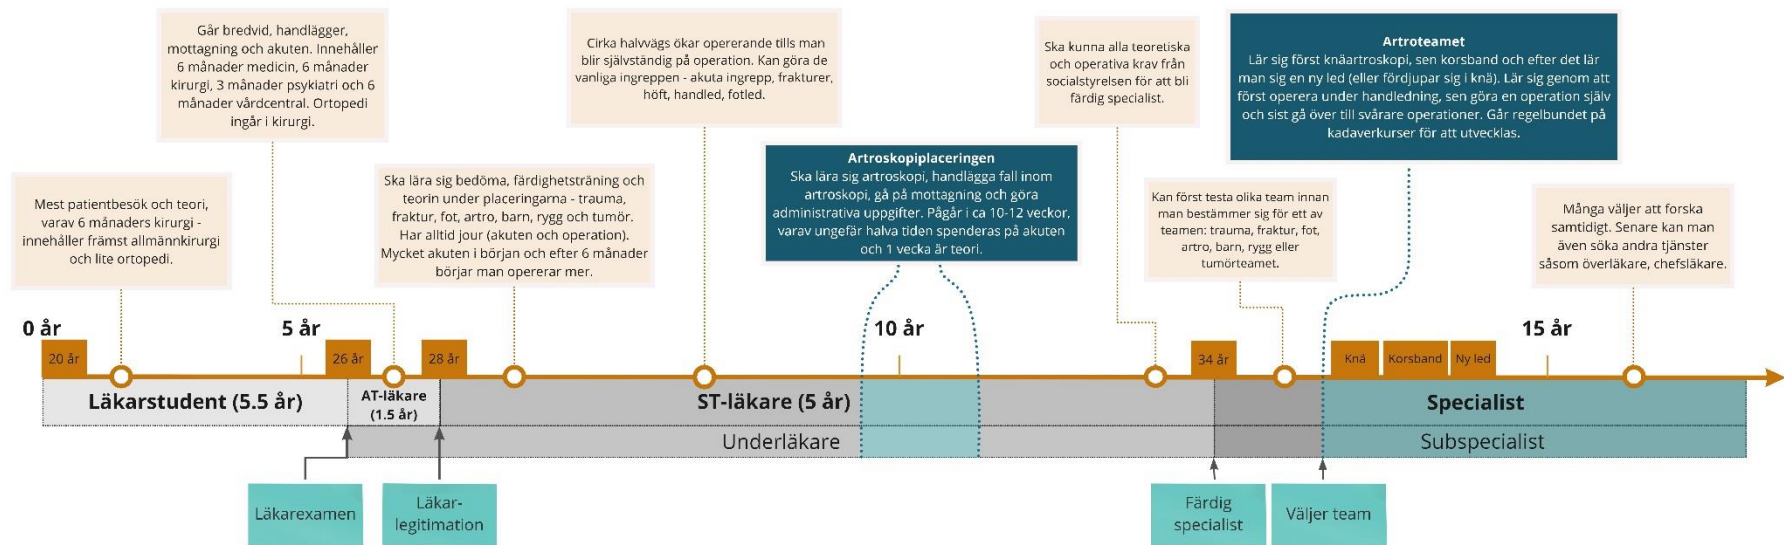 Går bredvid, handlägger,
mottagning och akuten. Innehåller
6 månader medicin, 6 månader
kirurgi, 3 månader psykiatri och 6
månader vårdcentral. Ortopedi
ingår i kirurgi.
Cirka halvvägs ökar opererande tills man
blir självständig på operation. Kan göra de
vanliga ingreppen - akuta ingrepp, frakturer,
höft, handled, fotled.
Ska kunna alla teoretiska
och operativa krav från
socialstyrelsen för att bli
färdig specialist.
Artroteamet
Lär sig först knäartroskopi, sen korsband och efter det lär
man sig en ny led (eller fördjupar sig i knä). Lär sig genom att
först operera under handledning, sen göra en operation själv
och sist gå över till svårare operationer. Går regelbundet på
kadaverkurser för att utvecklas.
Mest patientbesök och teori,
varav 6 månaders kirurgi -
innehåller främst allmännkirurgi
och lite ortopedi.
Ska lära sig bedöma, färdighetsträning och
teorin under placeringarna - trauma,
fraktur, fot, artro, barn, rygg och tumör.
Har alltid jour (akuten och operation).
Mycket akuten i början och efter 6 månader
börjar man opererar mer.
Artroskopiplaceringen
Ska lära sig artroskopi, handlägga fall inom
artroskopi, gå på mottagning och göra
administrativa uppgifter. Pågår i ca 10-12 veckor,
varav ungefär halva tiden spenderas på akuten
och 1 vecka är teori.
Kan först testa olika team innan
man bestämmer sig för ett av
teamen: trauma, fraktur, fot,
artro, barn, rygg eller
tumörteamet.
Många väljer att forska
samtidigt. Senare kan man
även söka andra tjänster
såsom överläkare, chefsläkare.
0 år
5 år
10 år
15 år
20 år
26 år
28 år
34 år
Knä
Korsband
Ny led
Läkarstudent (5.5 år)
AT-läkare
(1.5 år)
ST-läkare (5 år)
Specialist
Underläkare
Subspecialist
Läkarexamen
Läkar-
legitimation
Färdig
specialist
Väljer team